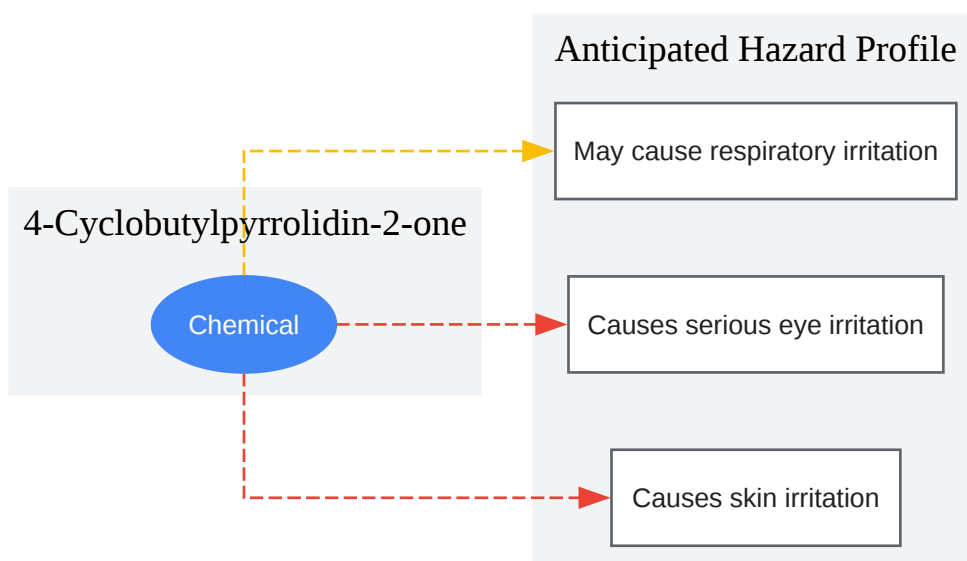 Anticipated Hazard Profile
May cause respiratory irritation
4-Cyclobutylpyrrolidin-2-one
Chemical
Causes serious eye irritation
Causes skin irritation